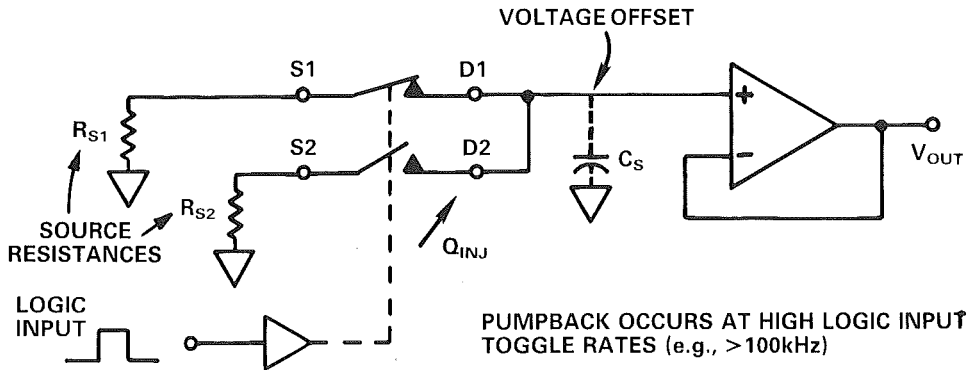 VOLTAGE OFFSET
S1
D1
RS1
S2
D2
CS
+
-
VOUT
RS2
SOURCE
RESISTANCES
QINJ
LOGIC
INPUT
PUMPBACK OCCURS AT HIGH LOGIC INPUT
TOGGLE RATES (e.g., >100kHz)